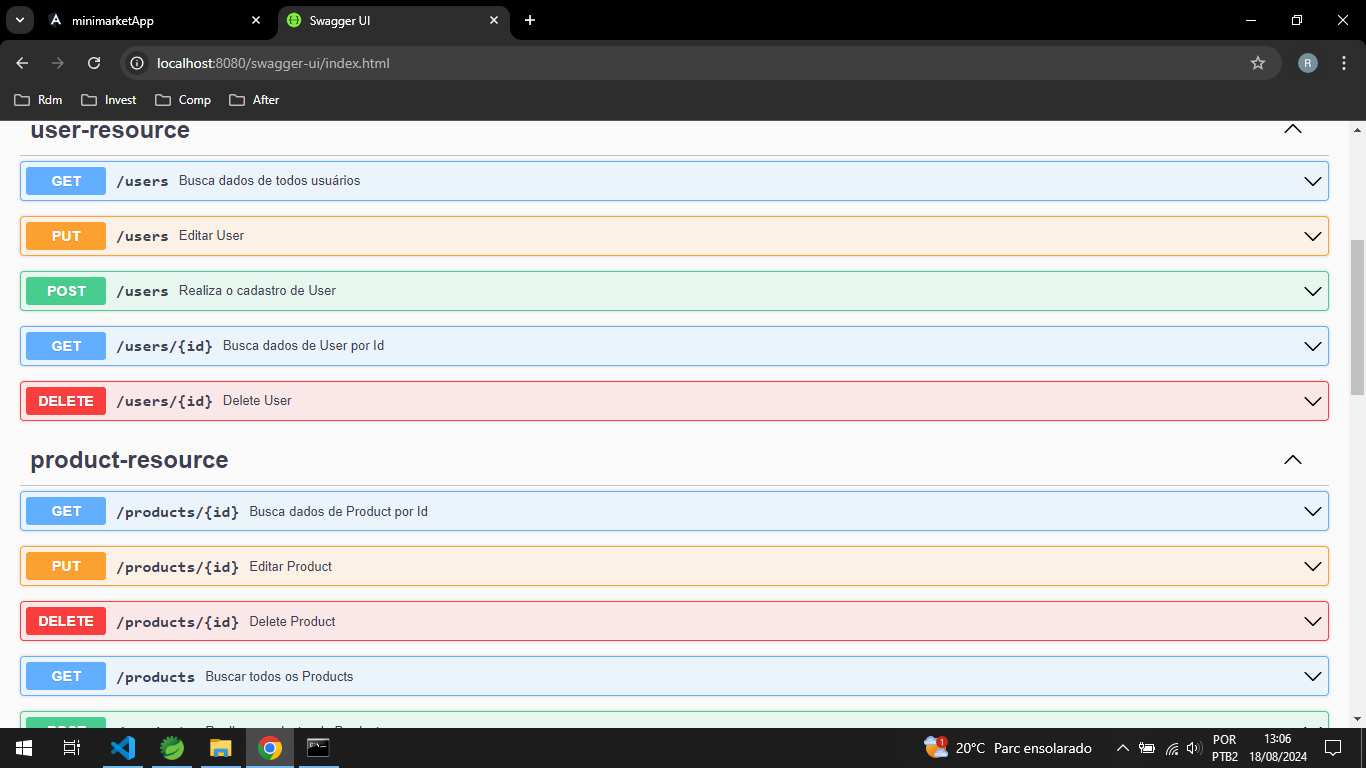 minimarketApp
Swagger UI
localhost:8080/swagger-ui/index.html
R
Rdm
Invest
Comp
After
user-resource
GET /users Busca dados de todos usuários
PUT /users Editar User
POST /users Realiza o cadastro de User
GET /users/{id} Busca dados de User por Id
DELETE /users/{id} Delete User
product-resource
GET /products/{id} Busca dados de Product por Id
PUT /products/{id} Editar Product
DELETE /products/{id} Delete Product
GET /products Buscar todos os Products
POST
1
20°C Parc ensolarado
POR
PTB2
13:06
18/08/2024